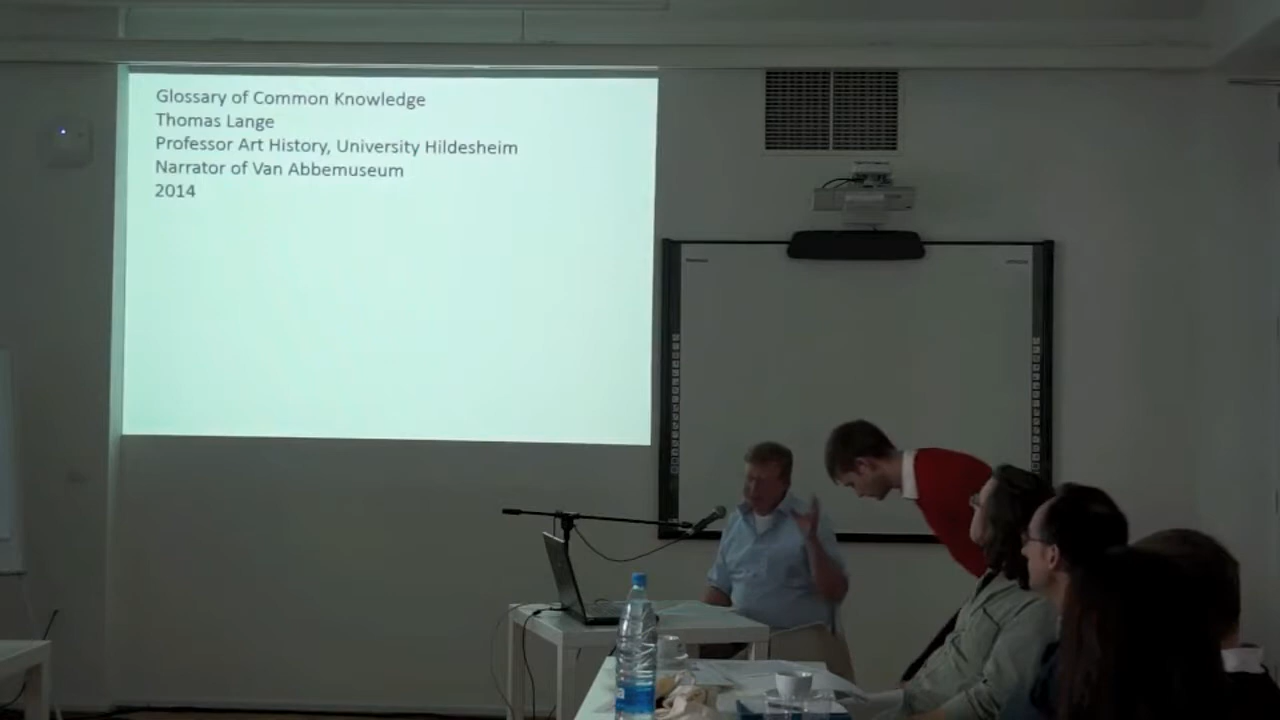 Glossary of Common Knowledge
Thomas Lange
Professor Art History, University Hildesheim
Narrator of Van Abbemuseum
2014